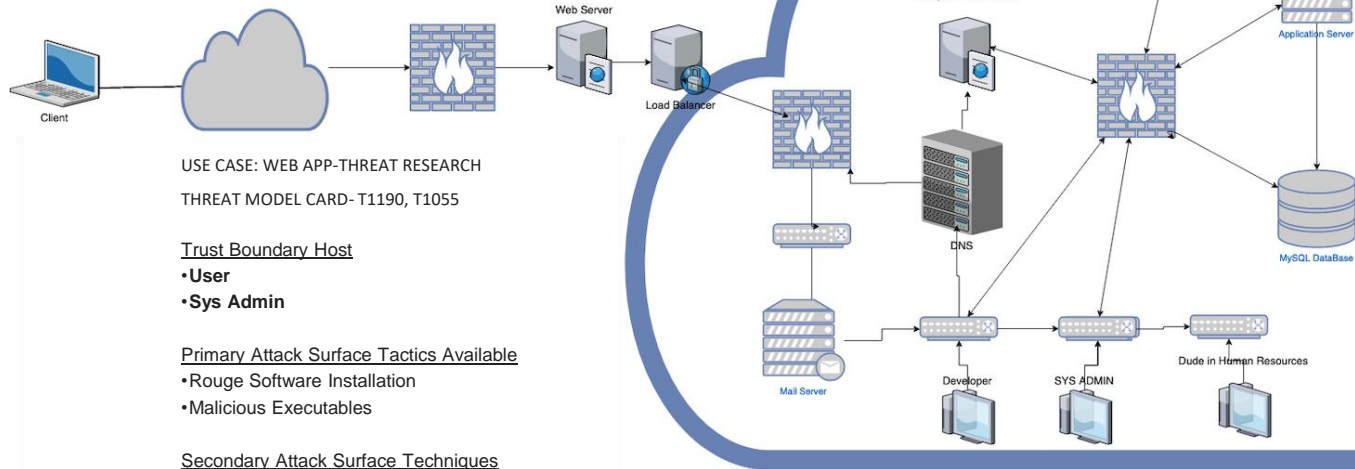 Web Server
Application Server
Client
Load Balancer
DNS
MySQL DataBase
USE CASE: WEB APP-THREAT RESEARCH
THREAT MODEL CARD- T1190, T1055
Trust Boundary Host
•User
•Sys Admin
Primary Attack Surface Tactics Available
•Rouge Software Installation
•Malicious Executables
Secondary Attack Surface Techniques
Mail Server
Developer
SYS ADMIN
Dude in Human Resources